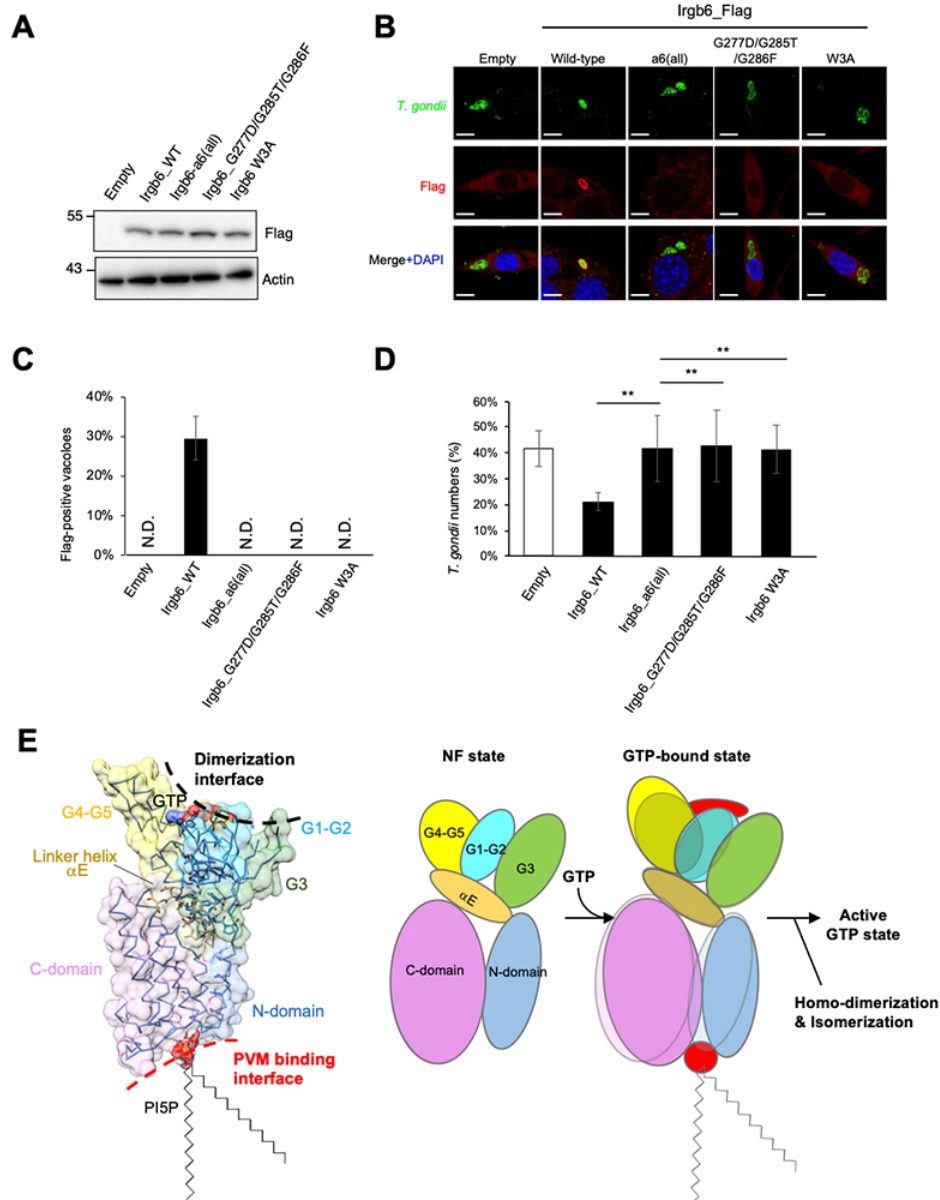 A
Empty
Irgb6_WT
Irgb6-a6(all)
Irgb6_G277D/G285T/G286F
Irgb6 W3A
55
Flag
43
Actin
B
Irgb6_Flag
Empty
Wild-type
a6(all)
G277D/G285T
/G286F
W3A
T. gondii
Flag
Merge+DAPI
C
Flag-positive vacoloes
40%
30%
20%
10%
0%
N.D.
N.D.
N.D.
N.D.
Empty
Irgb6_WT
Irgb6_a6(all)
Irgb6_G277D/G285T/G286F
Irgb6 W3A
D
**
**
**
T. gondii numbers (%)
60%
50%
40%
30%
20%
10%
0%
Empty
Irgb6_WT
Irgb6_a6(all)
Irgb6_G277D/G285T/G286F
Irgb6 W3A
E
Dimerization
interface
GTP
G4-G5
G1-G2
Linker helix
αE
G3
C-domain
N-domain
PVM binding
interface
PI5P
NF state
G4-G5
G1-G2
G3
αE
C-domain
N-domain
GTP
GTP-bound state
Active
GTP state
Homo-dimerization
& Isomerization